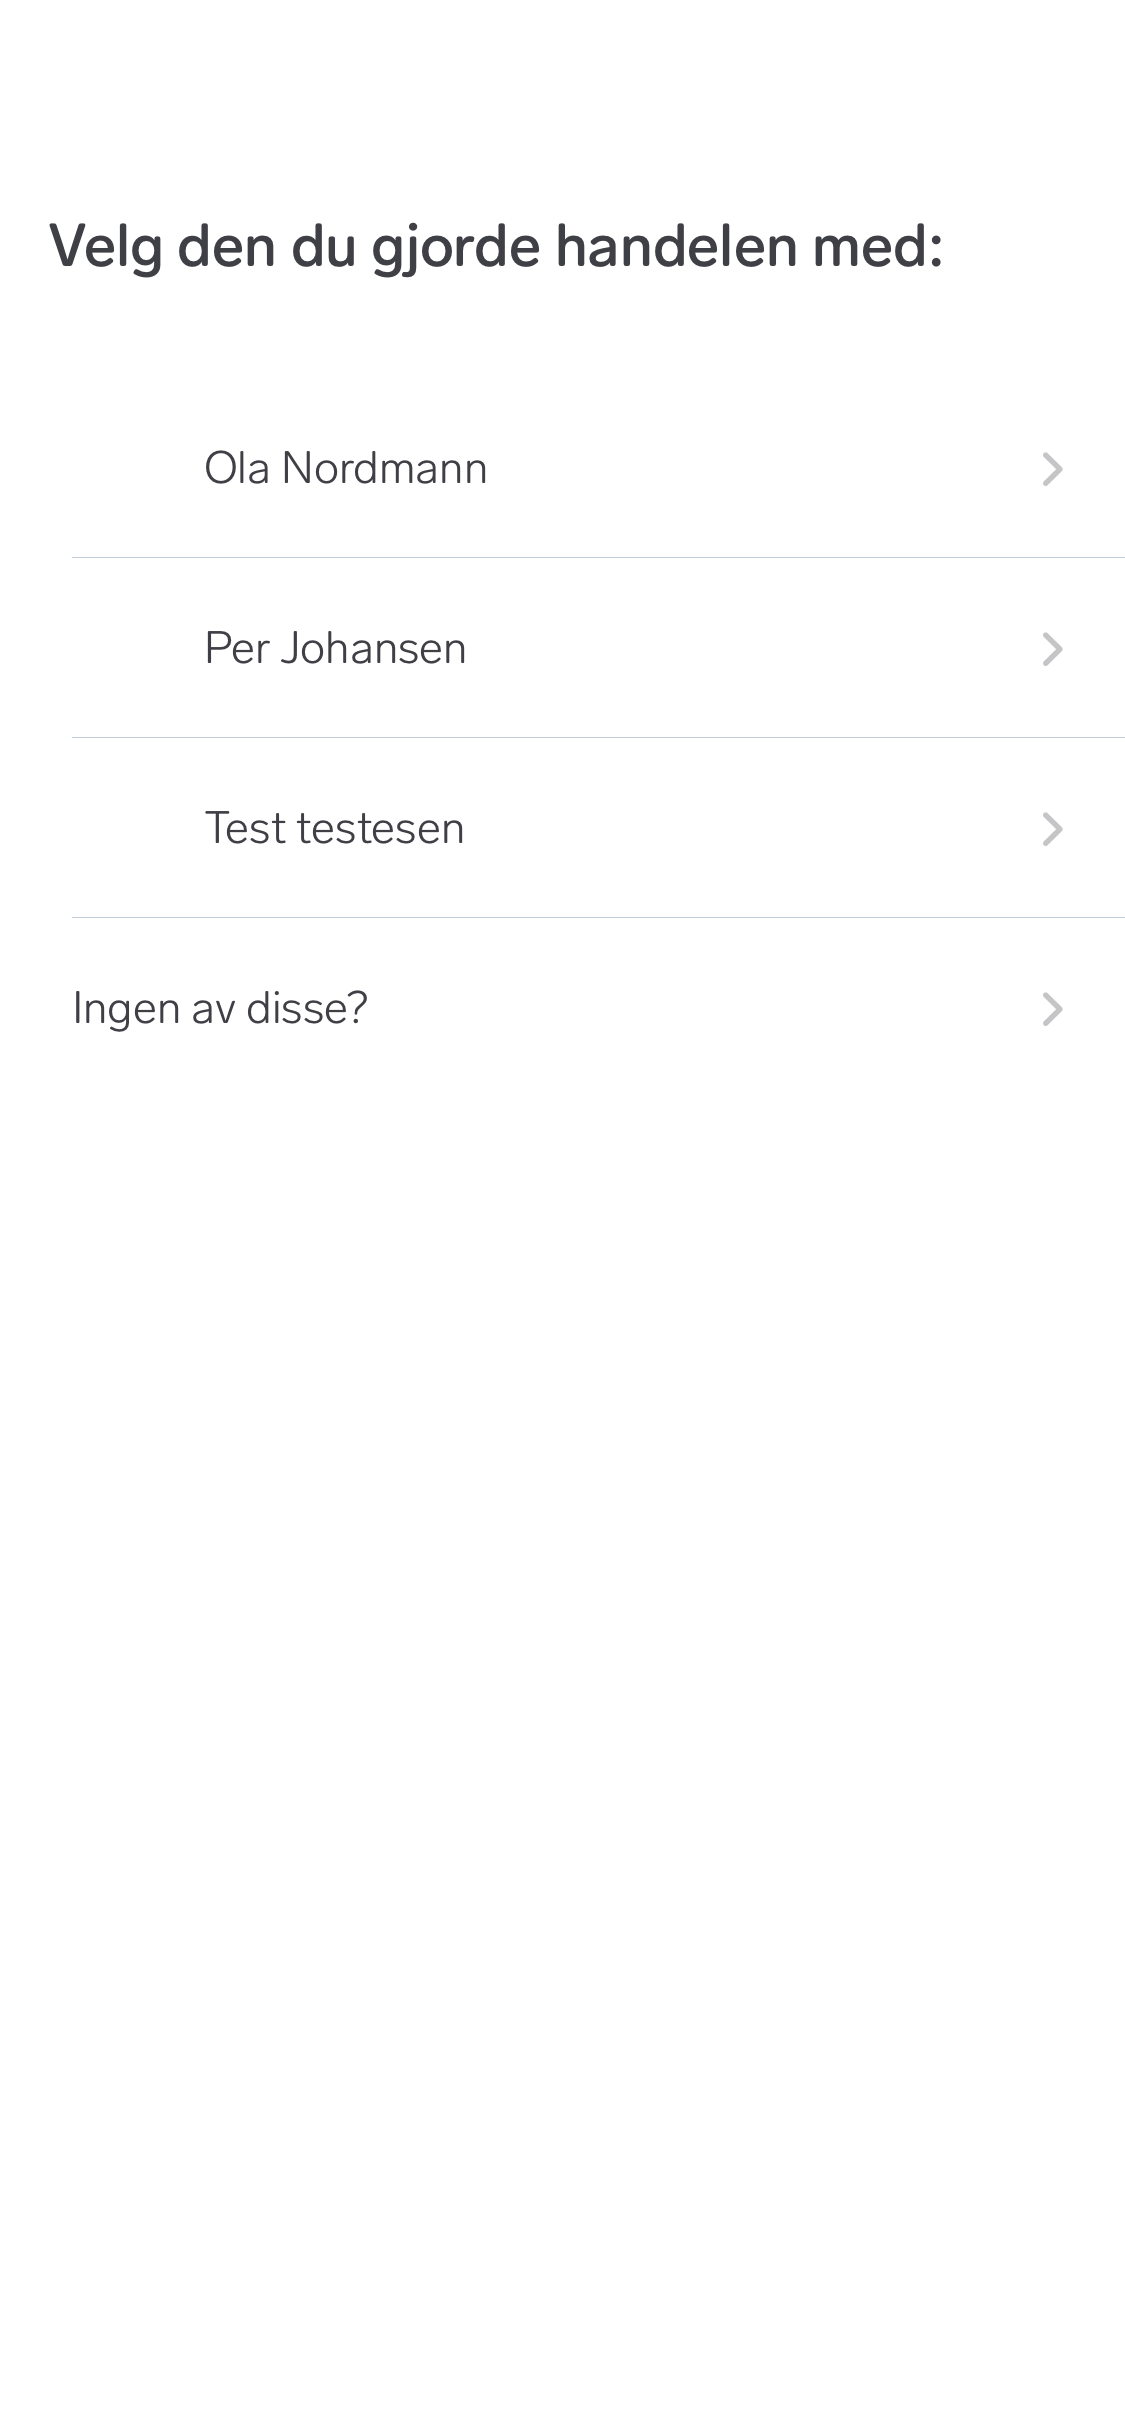 Velg den du gjorde handelen med:
Ola Nordmann
Per Johansen
Test testesen
Ingen av disse?